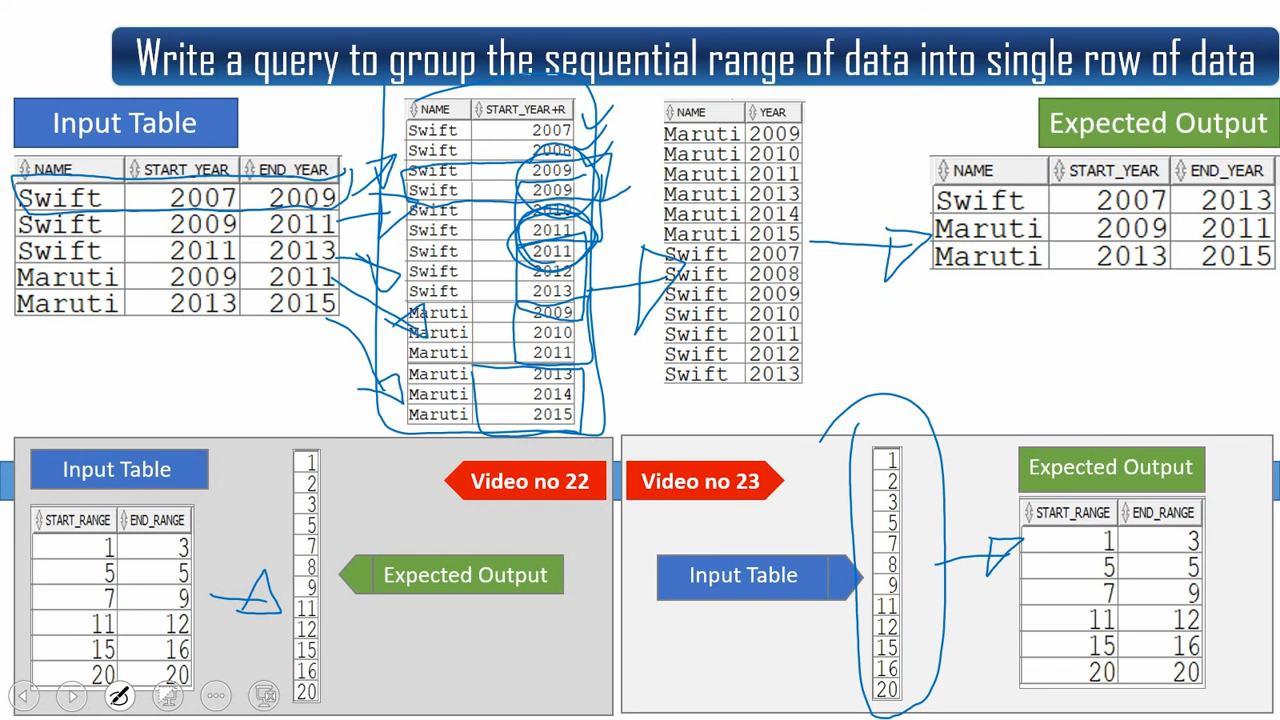 Write a query to group the sequential range of data into single row of data
Input Table
NAME START_YEAR END_YEAR
Swift 2007 2009
Swift 2009 2011
Swift 2011 2013
Maruti 2009 2011
Maruti 2013 2015
NAME START_YEAR+R
Swift 2007
Swift 2008
Swift 2009
Swift 2009
Swift 2010
Swift 2011
Swift 2011
Swift 2012
Swift 2013
Maruti 2009
Maruti 2010
Maruti 2011
Maruti 2013
Maruti 2014
Maruti 2015
NAME YEAR
Maruti 2009
Maruti 2010
Maruti 2011
Maruti 2013
Maruti 2014
Maruti 2015
Swift 2007
Swift 2008
Swift 2009
Swift 2010
Swift 2011
Swift 2012
Swift 2013
Expected Output
NAME START_YEAR END_YEAR
Swift 2007 2013
Maruti 2009 2011
Maruti 2013 2015
Input Table
START_RANGE END_RANGE
1 3
5 5
7 9
11 12
15 16
20 20
1
2
3
5
7
8
9
11
12
15
16
20
Video no 22
Expected Output
Video no 23
Input Table
1
2
3
5
7
8
9
11
12
15
16
20
Expected Output
START_RANGE END_RANGE
1 3
5 5
7 9
11 12
15 16
20 20